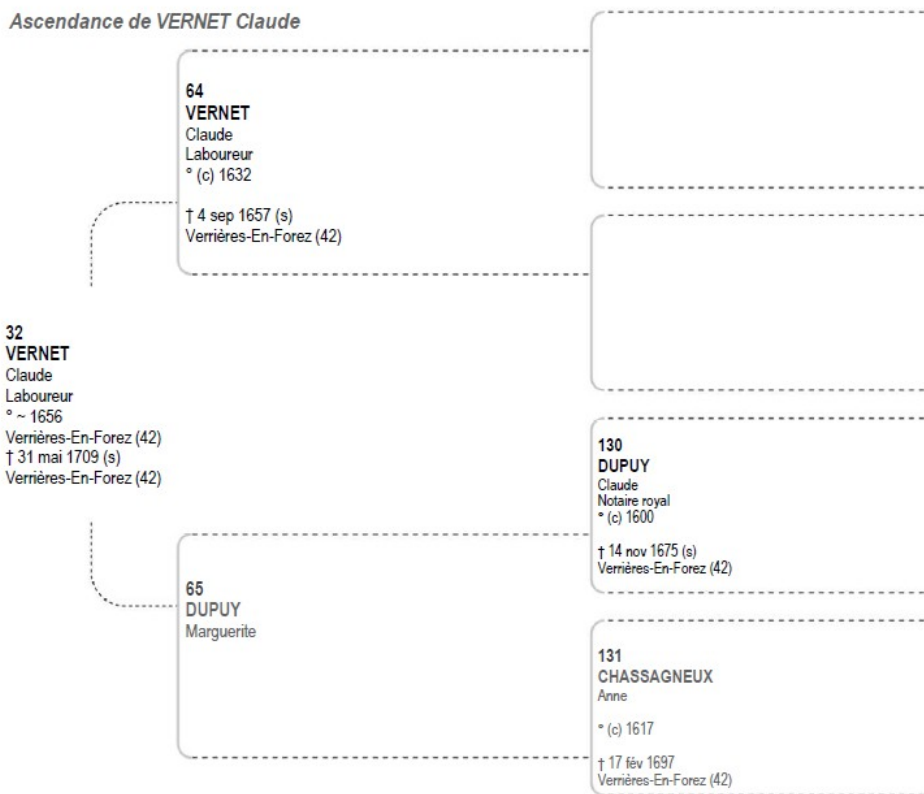 Ascendance de VERNET Claude
64
VERNET
Claude
Laboureur
° (c) 1632
† 4 sep 1657 (s)
Verrières-En-Forez (42)
32
VERNET
Claude
Laboureur
° ~ 1656
Verrières-En-Forez (42)
† 31 mai 1709 (s)
Verrières-En-Forez (42)
65
DUPUY
Marguerite
130
DUPUY
Claude
Notaire royal
° (c) 1600
† 14 nov 1675 (s)
Verrières-En-Forez (42)
131
CHASSAGNEUX
Anne
° (c) 1617
† 17 fév 1697
Verrières-En-Forez (42)